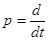 p = d/dt